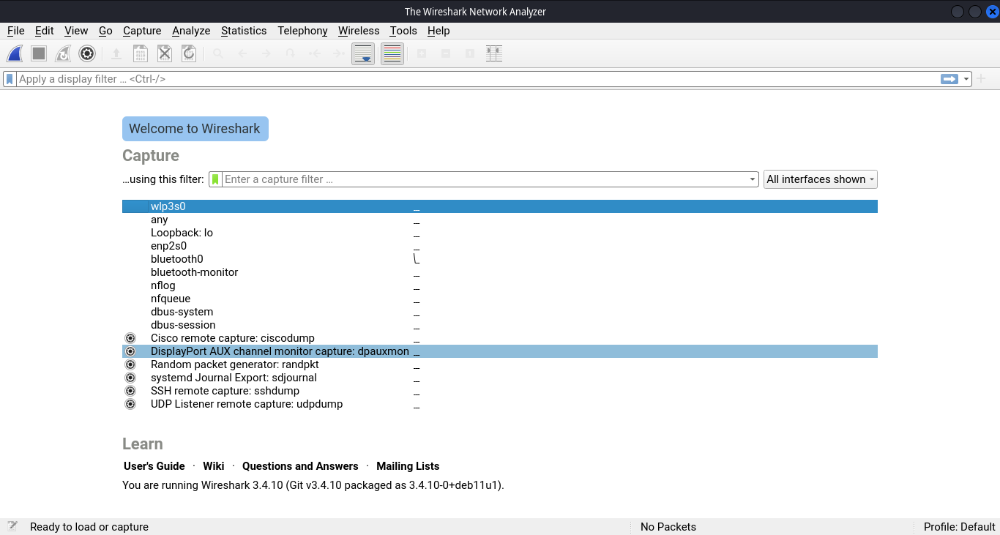 The Wireshark Network Analyzer
File Edit View Go Capture Analyze Statistics Telephony Wireless Tools Help
Apply a display filter … <Ctrl-/>
Welcome to Wireshark
Capture
…using this filter: Enter a capture filter … All interfaces shown
wlp3s0
any
Loopback: lo
enp2s0
bluetooth0
bluetooth-monitor
nflog
nfqueue
dbus-system
dbus-session
Cisco remote capture: ciscodump
DisplayPort AUX channel monitor capture: dpauxmon
Random packet generator: randpkt
systemd Journal Export: sdjournal
SSH remote capture: sshdump
UDP Listener remote capture: udpdump
Learn
User's Guide · Wiki · Questions and Answers · Mailing Lists
You are running Wireshark 3.4.10 (Git v3.4.10 packaged as 3.4.10-0+deb11u1).
Ready to load or capture No Packets Profile: Default